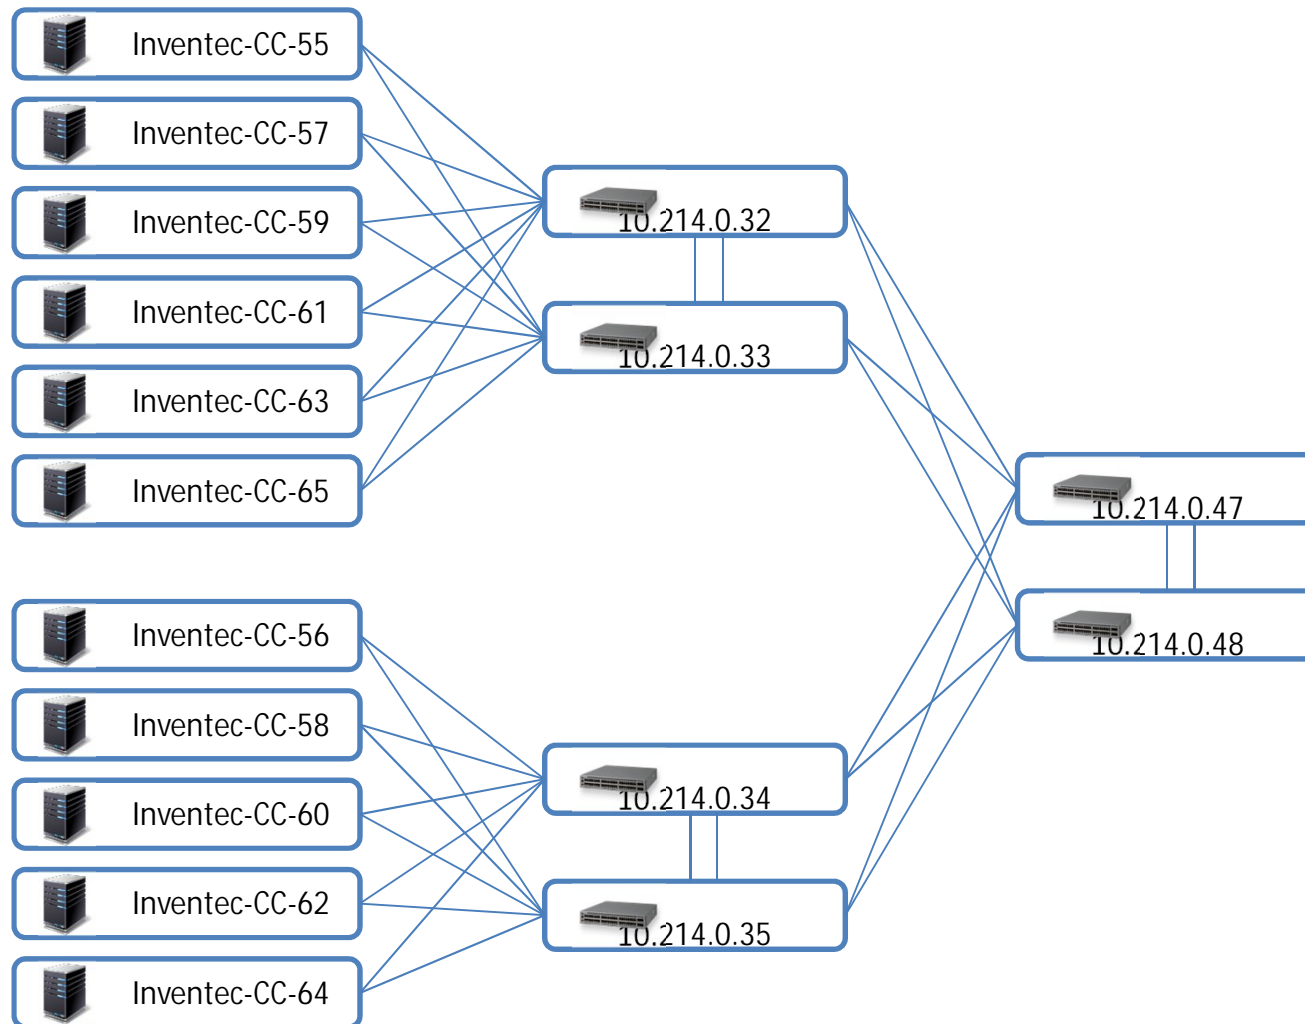 Inventec-CC-55
Inventec-CC-57
Inventec-CC-59
Inventec-CC-61
Inventec-CC-63
Inventec-CC-65
10.214.0.32
10.214.0.33
10.214.0.47
10.214.0.48
Inventec-CC-56
Inventec-CC-58
Inventec-CC-60
Inventec-CC-62
Inventec-CC-64
10.214.0.34
10.214.0.35